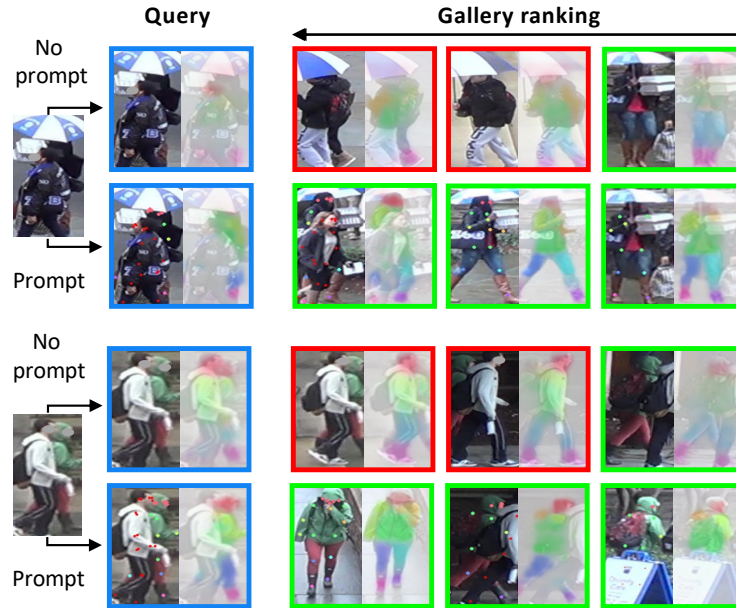 Query
Gallery ranking
No
prompt
Prompt
No
prompt
Prompt